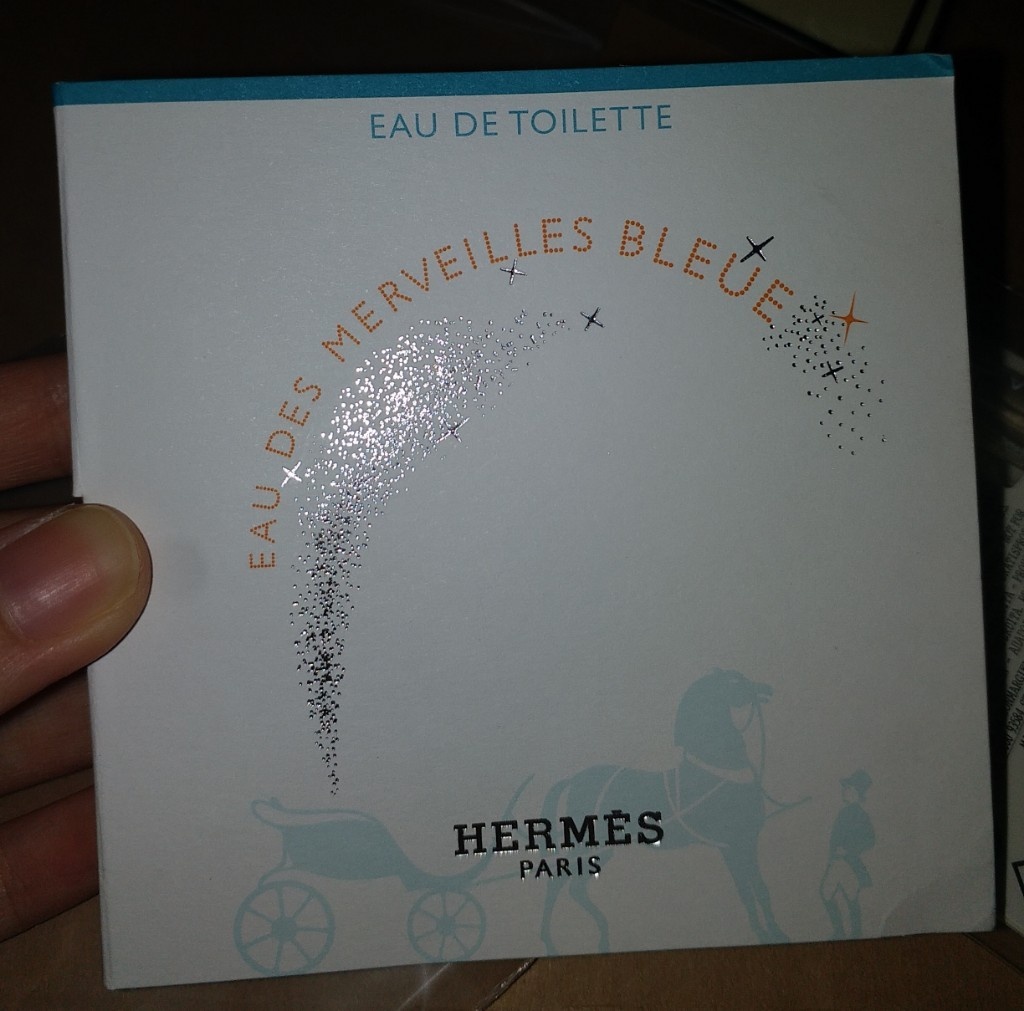 EAU DE TOILETTE
EAU DES MERVEILLES BLEUE
HERMÈS
PARIS